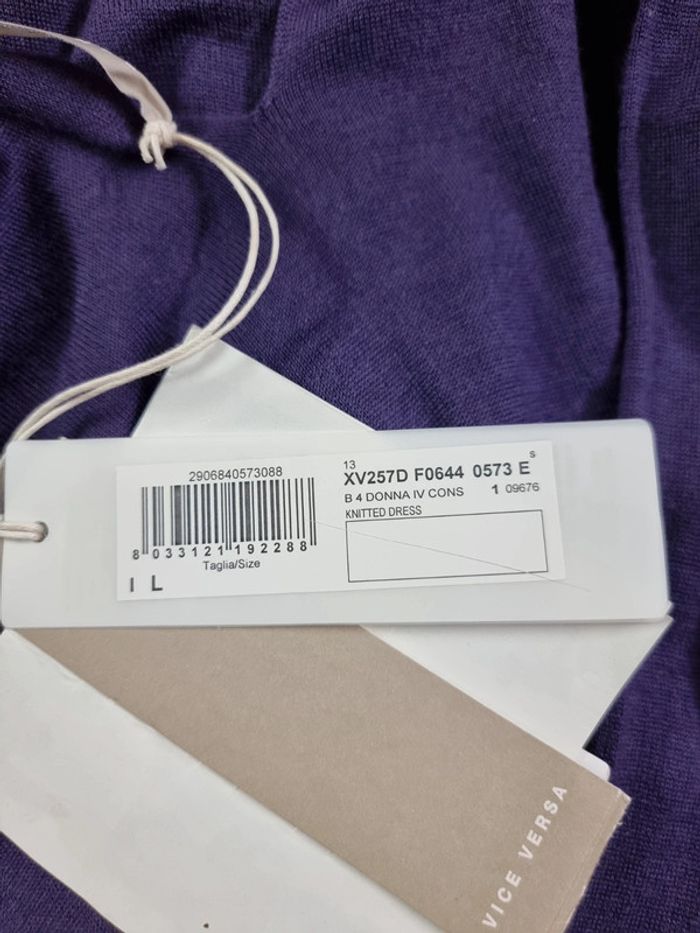 2906840573088
8 033121 192288
Taglia/Size
I L
13
S
XV257D F0644 0573 E
B 4 DONNA IV CONS 1 09676
KNITTED DRESS
VICE VERSA